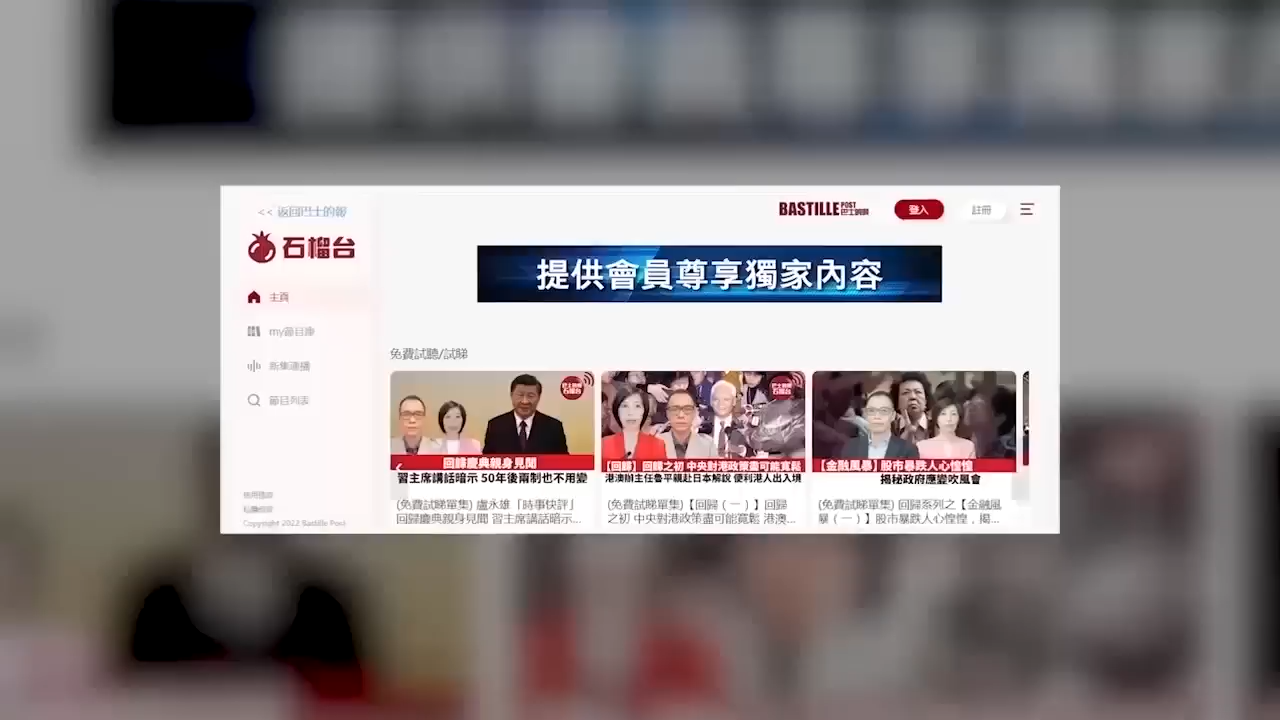 << 返回巴士的報
石榴台
主頁
my節目庫
新集連播
節目列表
Copyright 2022 Bastille Post
BASTILLE POST 巴士的報
登入
註冊
提供會員尊享獨家內容
免費試聽/試睇
回歸慶典親身見聞
習主席講話暗示 50年後兩制也不用變
(免費試睇單集) 盧永雄「時事快評」
回歸慶典親身見聞 習主席講話暗示...
【回歸】回歸之初 中央對港政策盡可能寬鬆
港澳辦主任魯平親赴日本解說 便利港人出入境
(免費試睇單集)【回歸（一）】回歸
之初 中央對港政策盡可能寬鬆 港澳...
【金融風暴】股市暴跌人心惶惶
揭秘政府應變吹風會
(免費試睇單集) 回歸系列之【金融風
暴（一）】股市暴跌人心惶惶，揭...